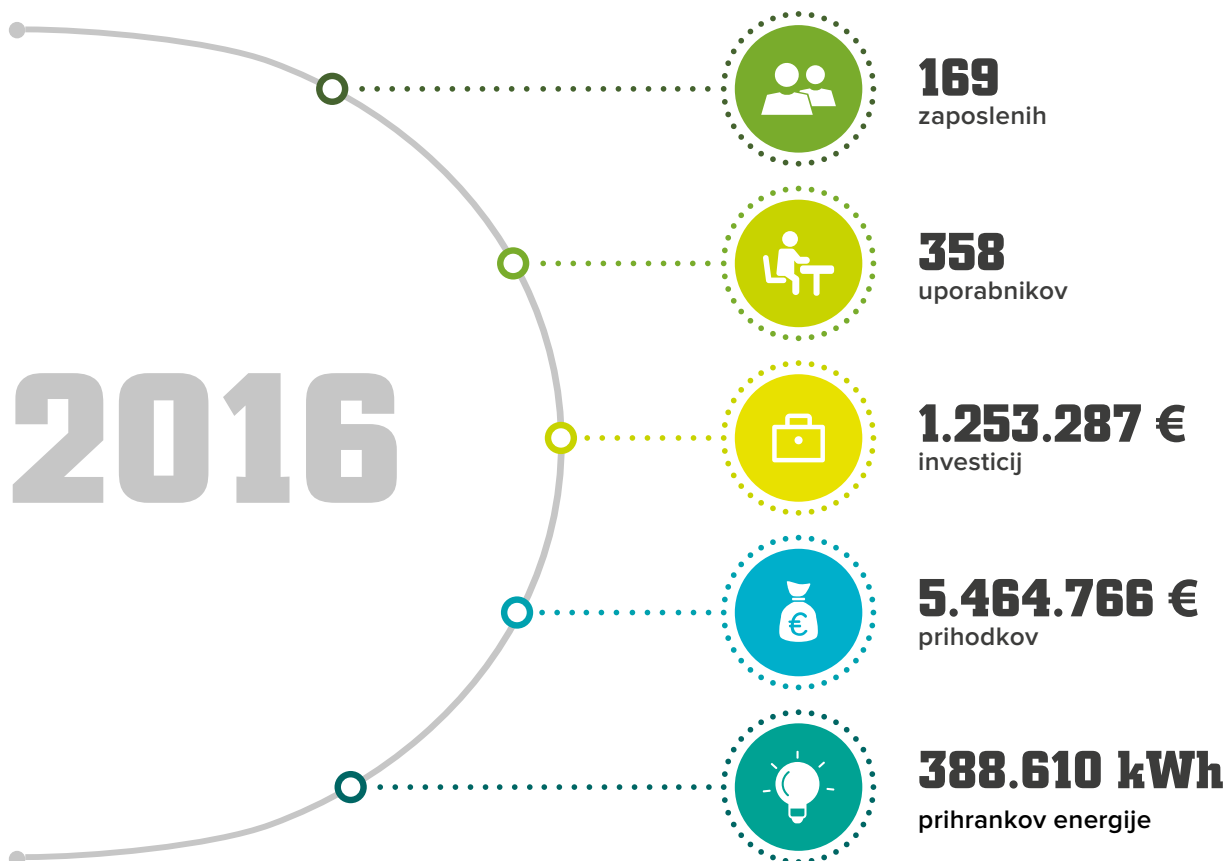 2016
169
zaposlenih
358
uporabnikov
1.253.287 €
investicij
5.464.766 €
prihodkov
€
388.610 kWh
prihrankov energije